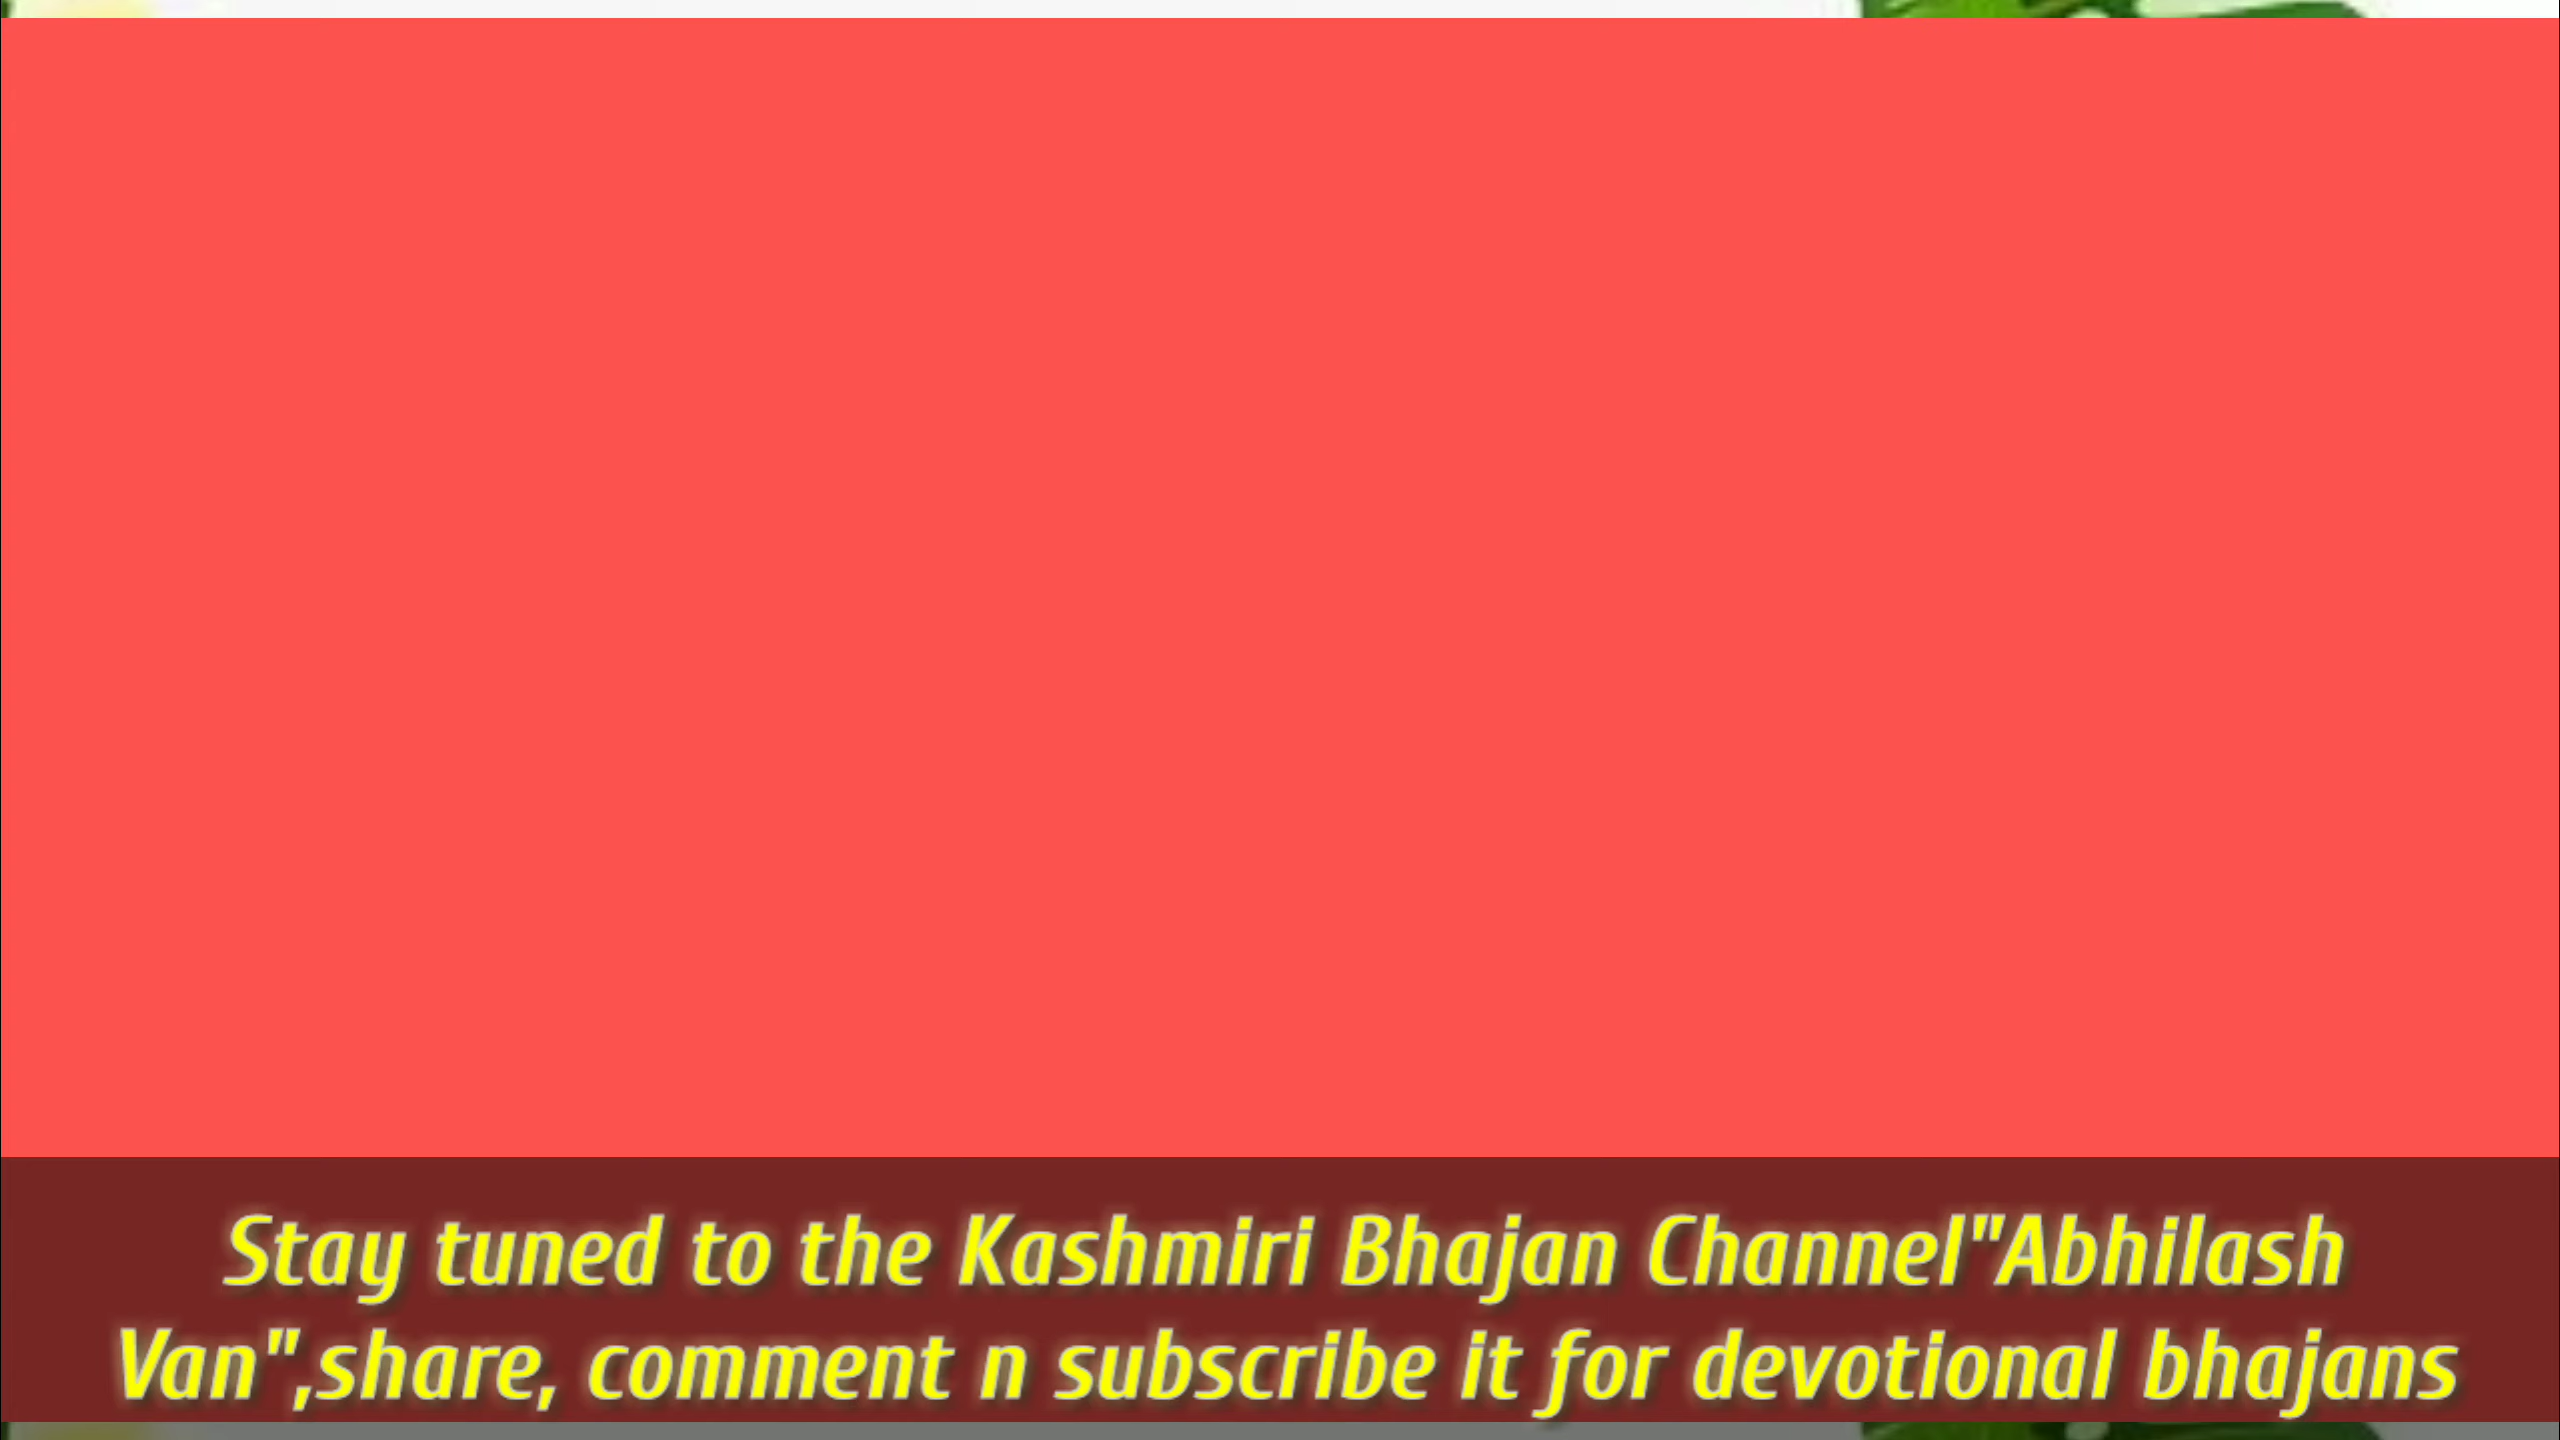 Stay tuned to the Kashmiri Bhajan Channel"Abhilash
Van",share, comment n subscribe it for devotional bhajans